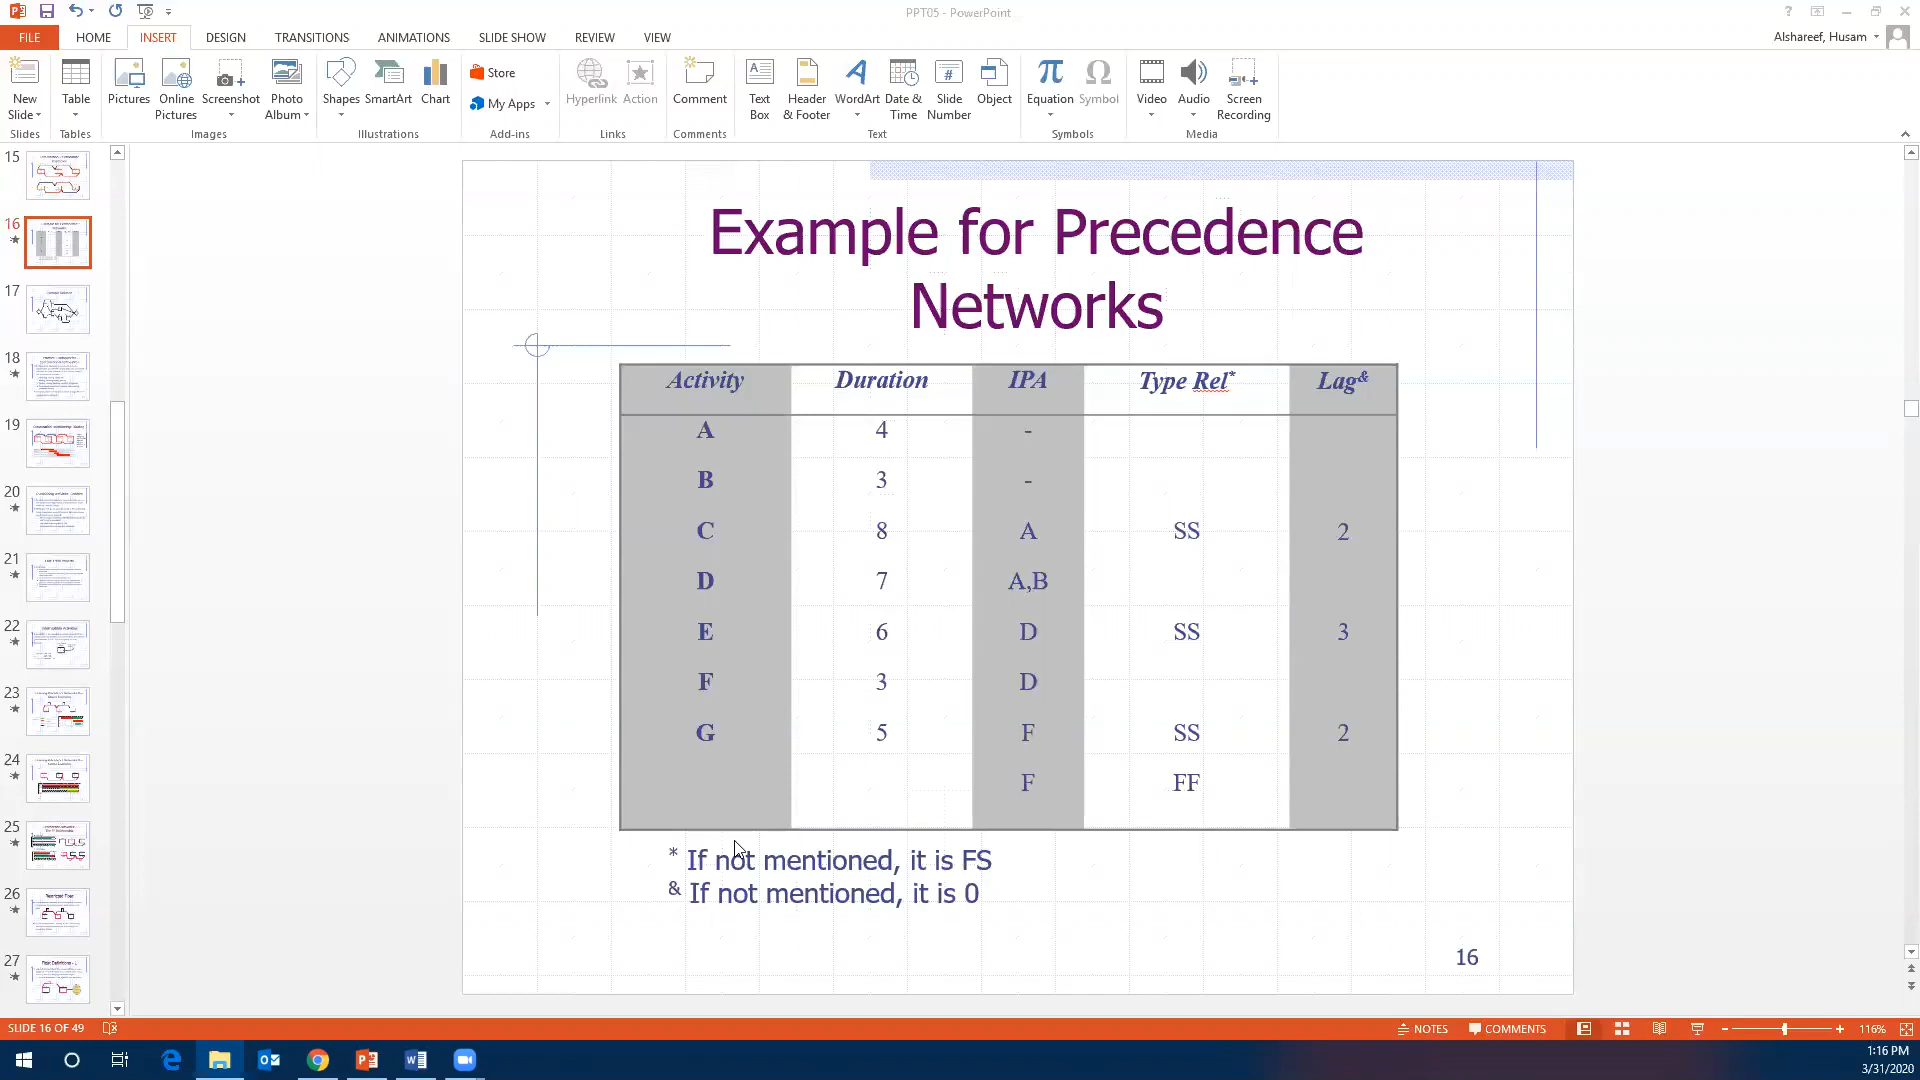 PPT05 - PowerPoint
?
FILE
HOME
INSERT
DESIGN
TRANSITIONS
ANIMATIONS
SLIDE SHOW
REVIEW
VIEW
Alshareef, Husam
New Slide
Table
Pictures
Online Pictures
Screenshot
Photo Album
Shapes
SmartArt
Chart
Store
My Apps
Hyperlink
Action
Comment
Text Box
Header & Footer
WordArt
Date & Time
Slide Number
Object
Equation
Symbol
Video
Audio
Screen Recording
Slides
Tables
Images
Illustrations
Add-ins
Links
Comments
Text
Symbols
Media
15
16
17
18
19
20
21
22
23
24
25
26
27
Example for Precedence
Networks
Activity Duration IPA Type Rel* Lag&
A 4 -
B 3 -
C 8 A SS 2
D 7 A,B
E 6 D SS 3
F 3 D
G 5 F SS 2
F FF
* If not mentioned, it is FS
& If not mentioned, it is 0
16
SLIDE 16 OF 49
NOTES
COMMENTS
116%
1:16 PM
3/31/2020